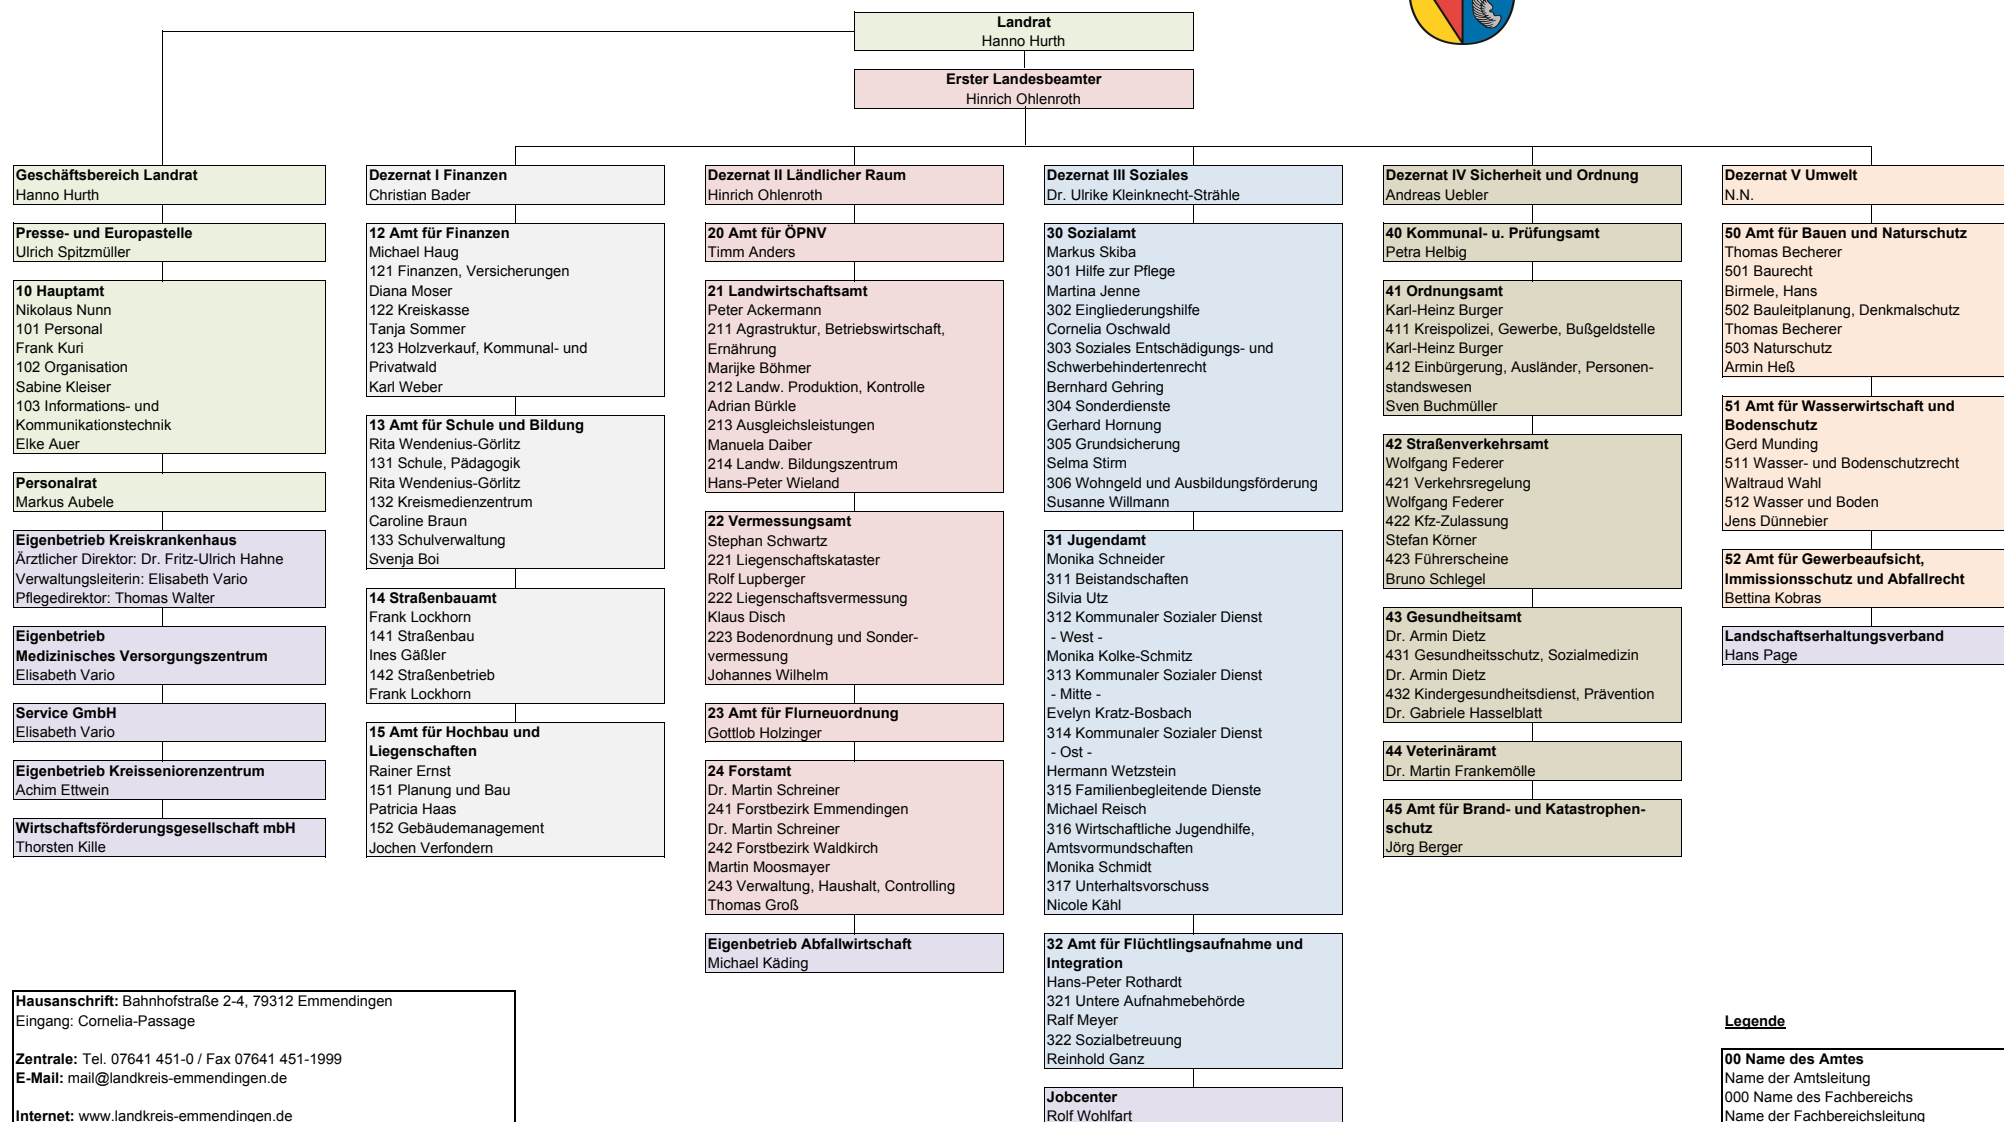 Landrat
Hanno Hurth
Erster Landesbeamter
Hinrich Ohlenroth
Geschäftsbereich Landrat
Hanno Hurth
Presse- und Europastelle
Ulrich Spitzmüller
10 Hauptamt
Nikolaus Nunn
101 Personal
Frank Kuri
102 Organisation
Sabine Kleiser
103 Informations- und
Kommunikationstechnik
Elke Auer
Personalrat
Markus Aubele
Eigenbetrieb Kreiskrankenhaus
Ärztlicher Direktor: Dr. Fritz-Ulrich Hahne
Verwaltungsleiterin: Elisabeth Vario
Pflegedirektor: Thomas Walter
Eigenbetrieb
Medizinisches Versorgungszentrum
Elisabeth Vario
Service GmbH
Elisabeth Vario
Eigenbetrieb Kreisseniorenzentrum
Achim Ettwein
Wirtschaftsförderungsgesellschaft mbH
Thorsten Kille
Dezernat I Finanzen
Christian Bader
12 Amt für Finanzen
Michael Haug
121 Finanzen, Versicherungen
Diana Moser
122 Kreiskasse
Tanja Sommer
123 Holzverkauf, Kommunal- und
Privatwald
Karl Weber
13 Amt für Schule und Bildung
Rita Wendenius-Görlitz
131 Schule, Pädagogik
Rita Wendenius-Görlitz
132 Kreismedienzentrum
Caroline Braun
133 Schulverwaltung
Svenja Boi
14 Straßenbauamt
Frank Lockhorn
141 Straßenbau
Ines Gäßler
142 Straßenbetrieb
Frank Lockhorn
15 Amt für Hochbau und
Liegenschaften
Rainer Ernst
151 Planung und Bau
Patricia Haas
152 Gebäudemanagement
Jochen Verfondern
Dezernat II Ländlicher Raum
Hinrich Ohlenroth
20 Amt für ÖPNV
Timm Anders
21 Landwirtschaftsamt
Peter Ackermann
211 Agrastruktur, Betriebswirtschaft,
Ernährung
Marijke Böhmer
212 Landw. Produktion, Kontrolle
Adrian Bürkle
213 Ausgleichsleistungen
Manuela Daiber
214 Landw. Bildungszentrum
Hans-Peter Wieland
22 Vermessungsamt
Stephan Schwartz
221 Liegenschaftskataster
Rolf Lupberger
222 Liegenschaftsvermessung
Klaus Disch
223 Bodenordnung und Sonder-
vermessung
Johannes Wilhelm
23 Amt für Flurneuordnung
Gottlob Holzinger
24 Forstamt
Dr. Martin Schreiner
241 Forstbezirk Emmendingen
Dr. Martin Schreiner
242 Forstbezirk Waldkirch
Martin Moosmayer
243 Verwaltung, Haushalt, Controlling
Thomas Groß
Eigenbetrieb Abfallwirtschaft
Michael Käding
Dezernat III Soziales
Dr. Ulrike Kleinknecht-Strähle
30 Sozialamt
Markus Skiba
301 Hilfe zur Pflege
Martina Jenne
302 Eingliederungshilfe
Cornelia Oschwald
303 Soziales Entschädigungs- und
Schwerbehindertenrecht
Bernhard Gehring
304 Sonderdienste
Gerhard Hornung
305 Grundsicherung
Selma Stirm
306 Wohngeld und Ausbildungsförderung
Susanne Willmann
31 Jugendamt
Monika Schneider
311 Beistandschaften
Silvia Utz
312 Kommunaler Sozialer Dienst
- West -
Monika Kolke-Schmitz
313 Kommunaler Sozialer Dienst
- Mitte -
Evelyn Kratz-Bosbach
314 Kommunaler Sozialer Dienst
- Ost -
Hermann Wetzstein
315 Familienbegleitende Dienste
Michael Reisch
316 Wirtschaftliche Jugendhilfe,
Amtsvormundschaften
Monika Schmidt
317 Unterhaltsvorschuss
Nicole Kähl
32 Amt für Flüchtlingsaufnahme und
Integration
Hans-Peter Rothardt
321 Untere Aufnahmebehörde
Ralf Meyer
322 Sozialbetreuung
Reinhold Ganz
Jobcenter
Rolf Wohlfart
Dezernat IV Sicherheit und Ordnung
Andreas Uebler
40 Kommunal- u. Prüfungsamt
Petra Helbig
41 Ordnungsamt
Karl-Heinz Burger
411 Kreispolizei, Gewerbe, Bußgeldstelle
Karl-Heinz Burger
412 Einbürgerung, Ausländer, Personen-
standswesen
Sven Buchmüller
42 Straßenverkehrsamt
Wolfgang Federer
421 Verkehrsregelung
Wolfgang Federer
422 Kfz-Zulassung
Stefan Körner
423 Führerscheine
Bruno Schlegel
43 Gesundheitsamt
Dr. Armin Dietz
431 Gesundheitsschutz, Sozialmedizin
Dr. Armin Dietz
432 Kindergesundheitsdienst, Prävention
Dr. Gabriele Hasselblatt
44 Veterinäramt
Dr. Martin Frankemölle
45 Amt für Brand- und Katastrophen-
schutz
Jörg Berger
Dezernat V Umwelt
N.N.
50 Amt für Bauen und Naturschutz
Thomas Becherer
501 Baurecht
Birmele, Hans
502 Bauleitplanung, Denkmalschutz
Thomas Becherer
503 Naturschutz
Armin Heß
51 Amt für Wasserwirtschaft und
Bodenschutz
Gerd Munding
511 Wasser- und Bodenschutzrecht
Waltraud Wahl
512 Wasser und Boden
Jens Dünnebier
52 Amt für Gewerbeaufsicht,
Immissionsschutz und Abfallrecht
Bettina Kobras
Landschaftserhaltungsverband
Hans Page
Hausanschrift: Bahnhofstraße 2-4, 79312 Emmendingen
Eingang: Cornelia-Passage
Zentrale: Tel. 07641 451-0 / Fax 07641 451-1999
E-Mail: mail@landkreis-emmendingen.de
Internet: www.landkreis-emmendingen.de
Legende
00 Name des Amtes
Name der Amtsleitung
000 Name des Fachbereichs
Name der Fachbereichsleitung